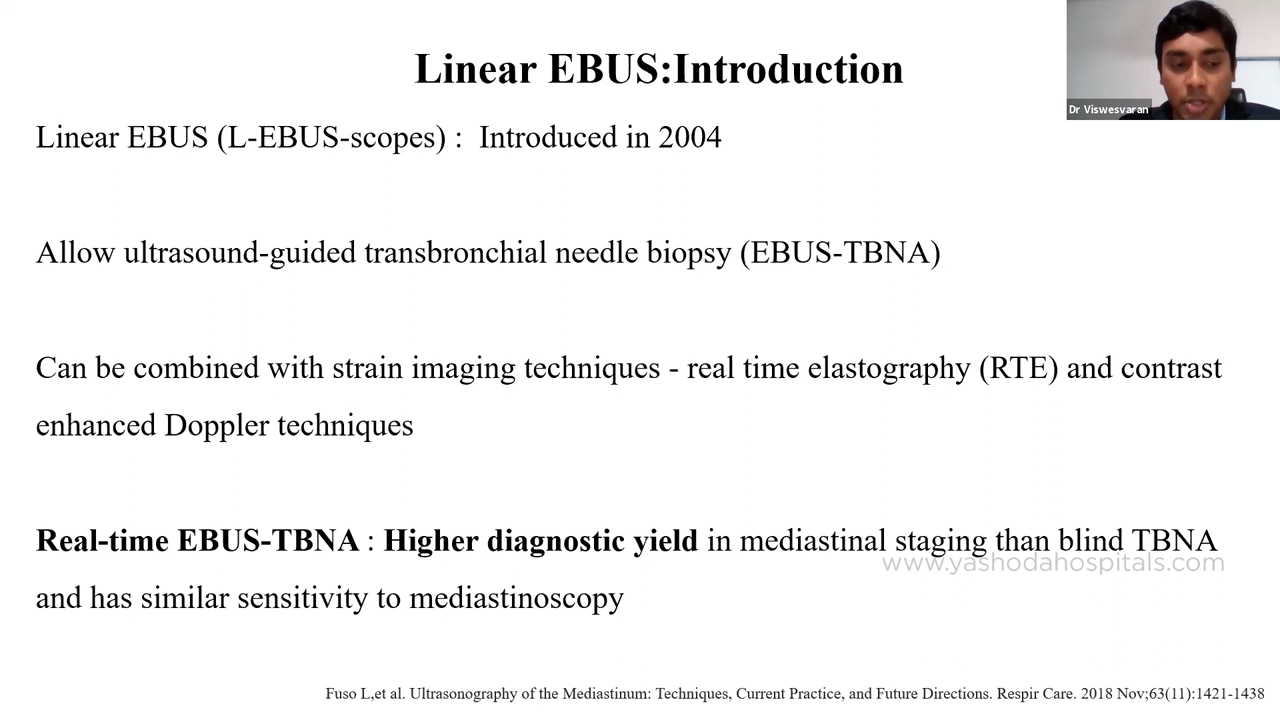 Linear EBUS:Introduction
Dr Viswesvaran
Linear EBUS (L-EBUS-scopes) :  Introduced in 2004
Allow ultrasound-guided transbronchial needle biopsy (EBUS-TBNA)
Can be combined with strain imaging techniques - real time elastography (RTE) and contrast
enhanced Doppler techniques
Real-time EBUS-TBNA : Higher diagnostic yield in mediastinal staging than blind TBNA
www.yashodahospitals.com
and has similar sensitivity to mediastinoscopy
Fuso L,et al. Ultrasonography of the Mediastinum: Techniques, Current Practice, and Future Directions. Respir Care. 2018 Nov;63(11):1421-1438